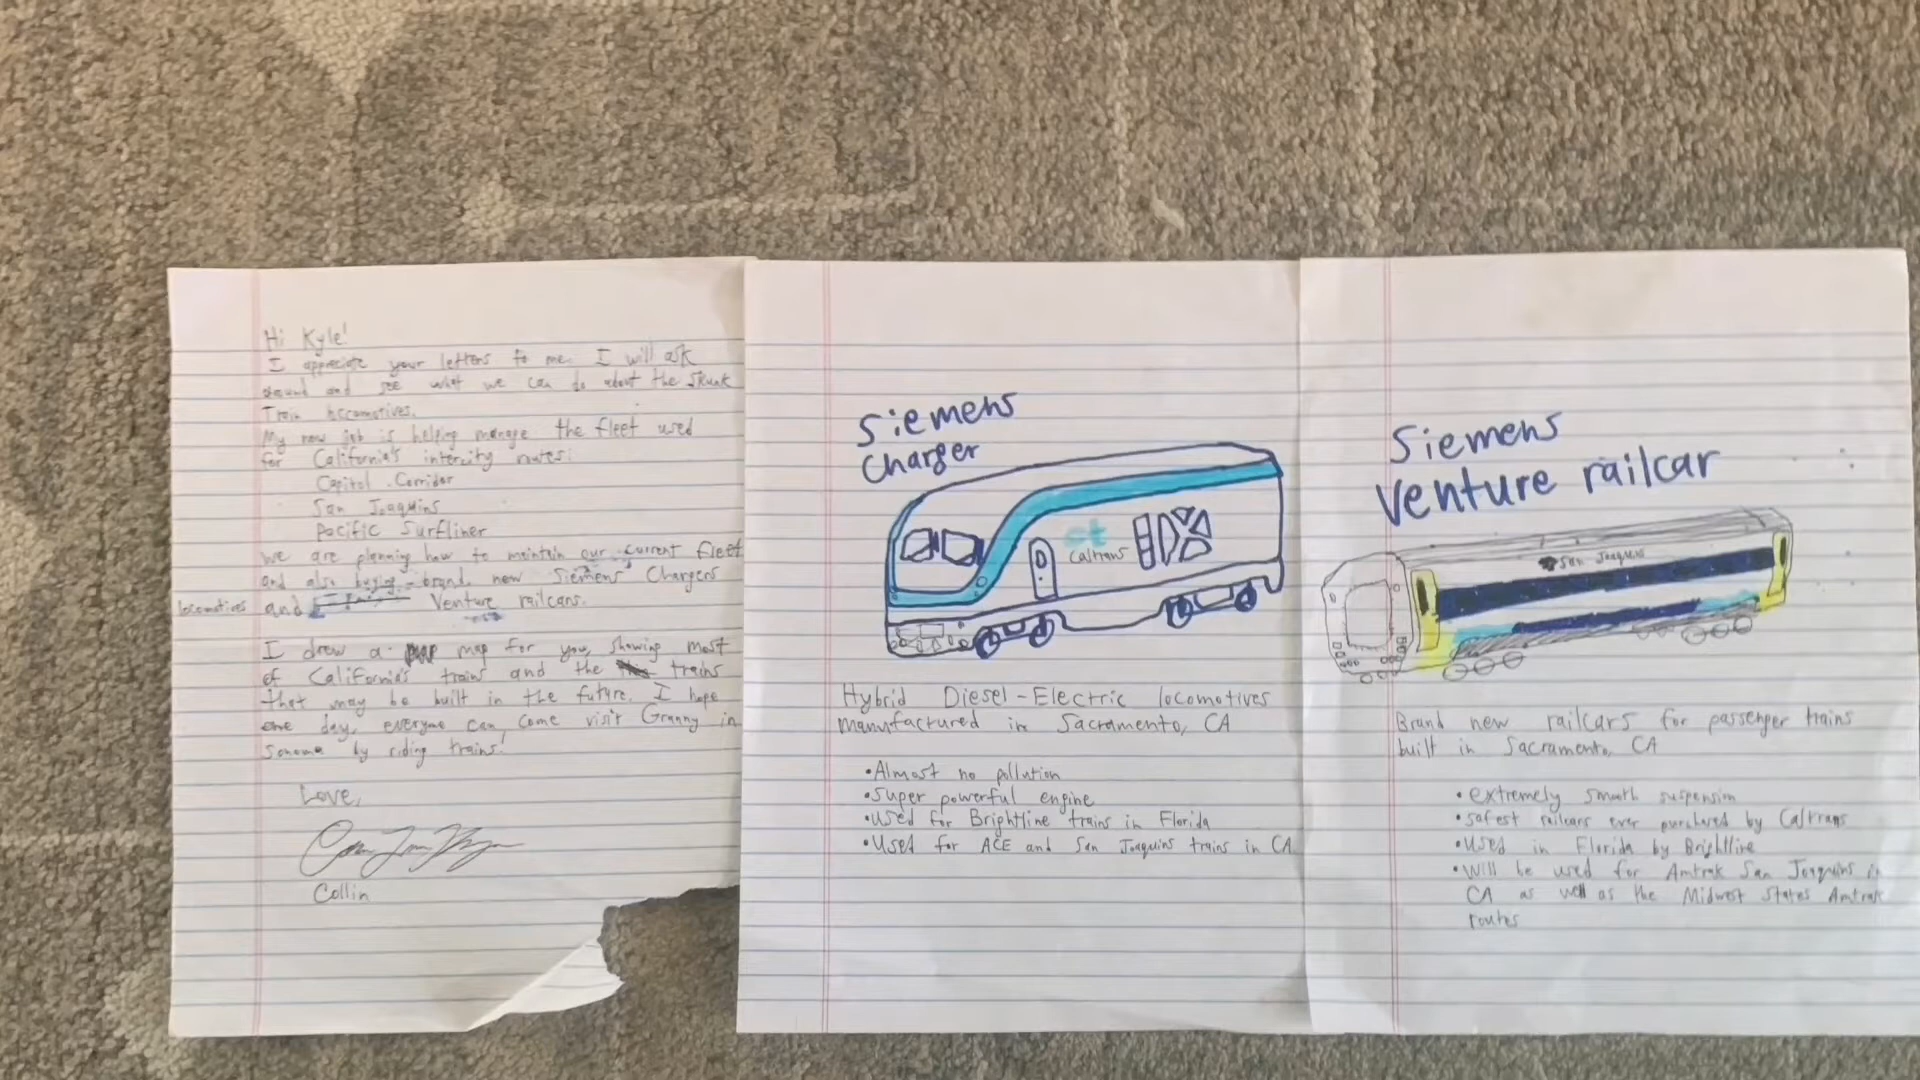 Hi Kyle!
I appreciate your letters to me. I will ask
around and see what we can do about the Skunk
Train locomotives.
My new job is helping manage the fleet used
for California's intercity routes:
Capitol Corridor
San Joaquins
Pacific Surfliner
We are planning how to maintain our current fleet
and also buying brand new Siemens Chargers
locomotives and Venture railcars.
I drew a map for you, showing most
of California's trains and the trains
that may be built in the future. I hope
one day, everyone can come visit Granny in
Sonoma by riding trains!
Love,
Collin
Siemens
Charger
ct
Caltrans
Hybrid Diesel-Electric locomotives
manufactured in Sacramento, CA
•Almost no pollution
•super powerful engine
•used for Brightline trains in Florida
•Used for ACE and San Joaquins trains in CA
Siemens
Venture railcar
San Joaquins
Brand new railcars for passenger trains
built in Sacramento, CA
•extremely smooth suspension
•safest railcars ever purchased by Caltrans
•Used in Florida by Brightline
•Will be used for Amtrak San Joaquins in
CA as well as the Midwest States Amtrak
routes